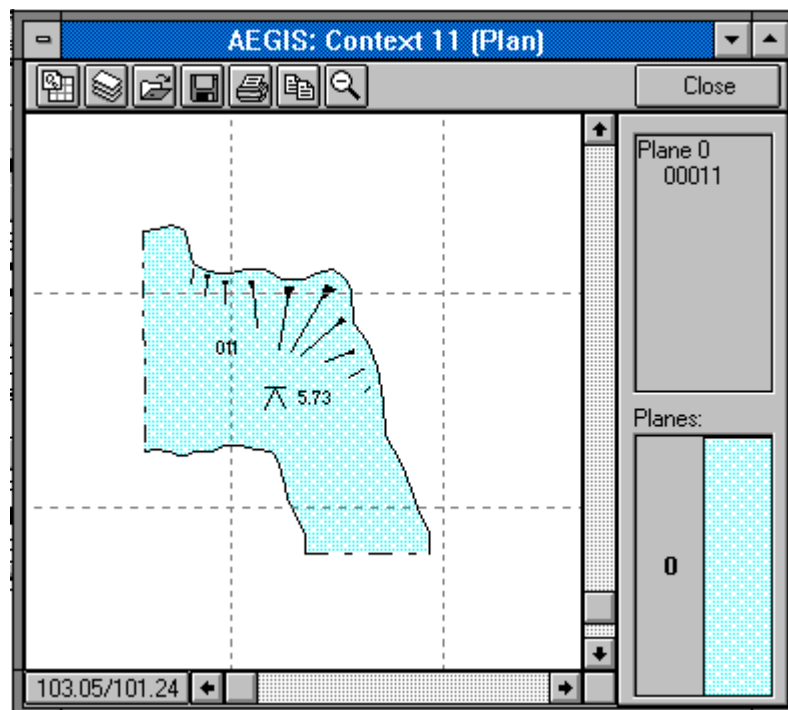 AEGIS: Context 11 (Plan)
Close
Plane 0
00011
011
5.73
Planes:
0
103.05/101.24